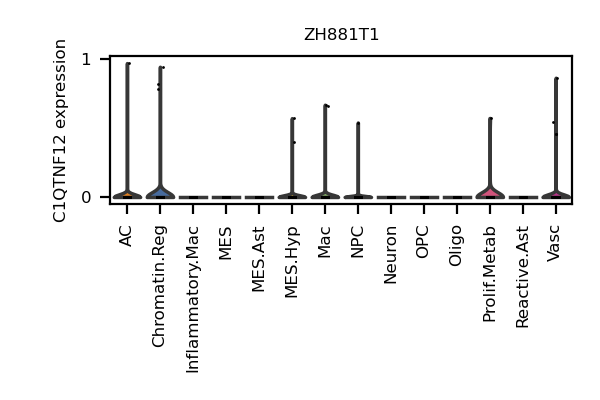 ZH881T1
C1QTNF12 expression
1
0
AC
Chromatin.Reg
Inflammatory.Mac
MES
MES.Ast
MES.Hyp
Mac
NPC
Neuron
OPC
Oligo
Prolif.Metab
Reactive.Ast
Vasc